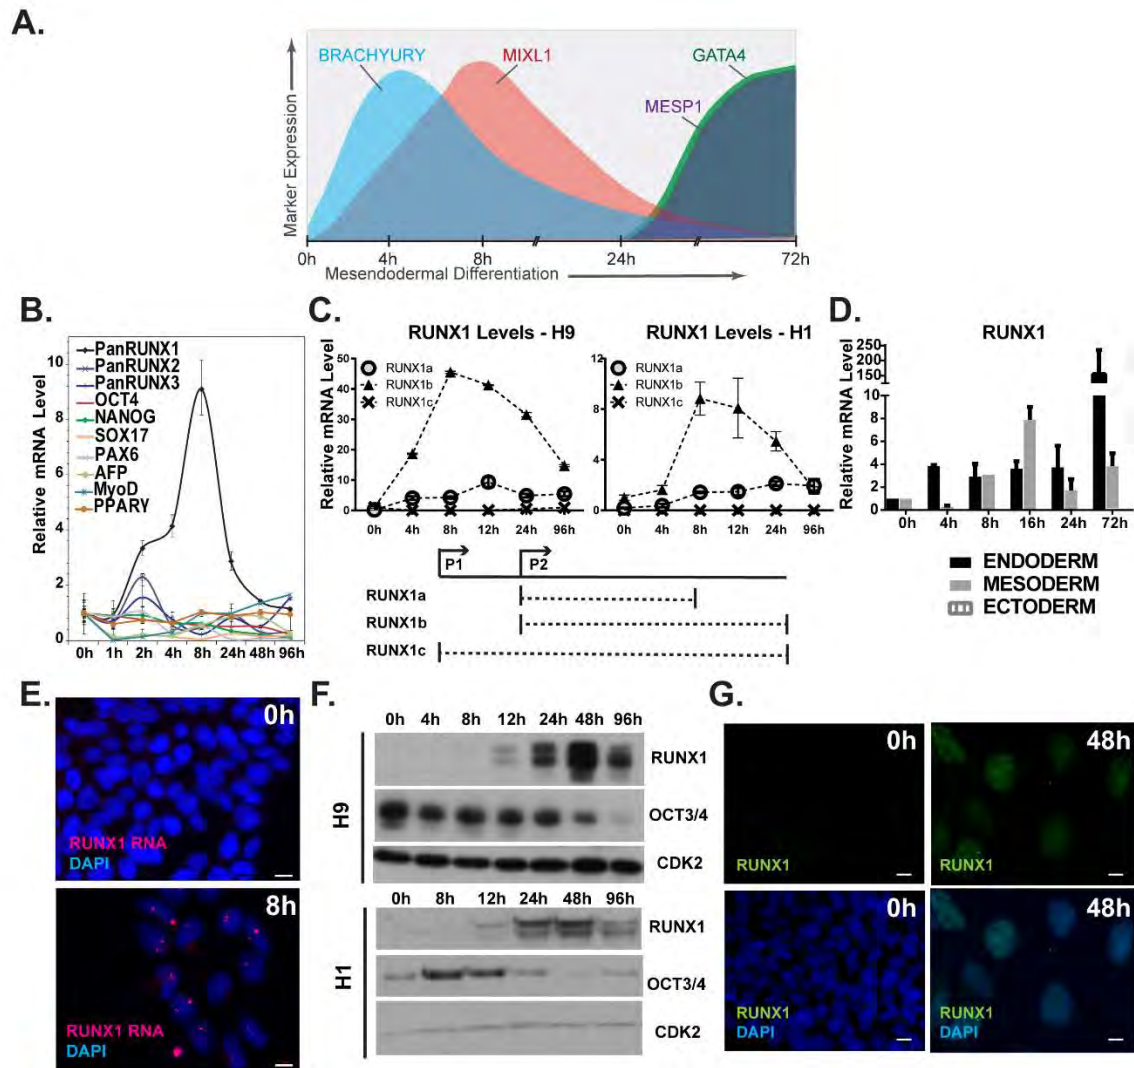 A.
BRACHYURY
MIXL1
GATA4
MESP1
Marker Expression
0h 4h 8h 24h 72h
Mesendodermal Differentiation
B.
Relative mRNA Level
PanRUNX1
PanRUNX2
PanRUNX3
OCT4
NANOG
SOX17
PAX6
AFP
MyoD
PPARY
10
8
6
4
2
0
0h 1h 2h 4h 8h 24h 48h 96h
C.
RUNX1 Levels - H9
Relative mRNA Level
RUNX1a
RUNX1b
RUNX1c
50
40
30
20
10
0
0h 4h 8h 12h 24h 96h
RUNX1 Levels - H1
RUNX1a
RUNX1b
RUNX1c
12
8
4
0
0h 4h 8h 12h 24h 96h
P1 P2
RUNX1a
RUNX1b
RUNX1c
D.
RUNX1
Relative mRNA Level
250
200
150
100
50
10
8
6
4
2
0
0h 4h 8h 16h 24h 72h
ENDODERM
MESODERM
ECTODERM
E.
0h
RUNX1 RNA
DAPI
8h
RUNX1 RNA
DAPI
F.
0h 4h 8h 12h 24h 48h 96h
H9
RUNX1
OCT3/4
CDK2
0h 8h 12h 24h 48h 96h
H1
RUNX1
OCT3/4
CDK2
G.
0h
RUNX1
48h
RUNX1
0h
RUNX1
DAPI
48h
RUNX1
DAPI